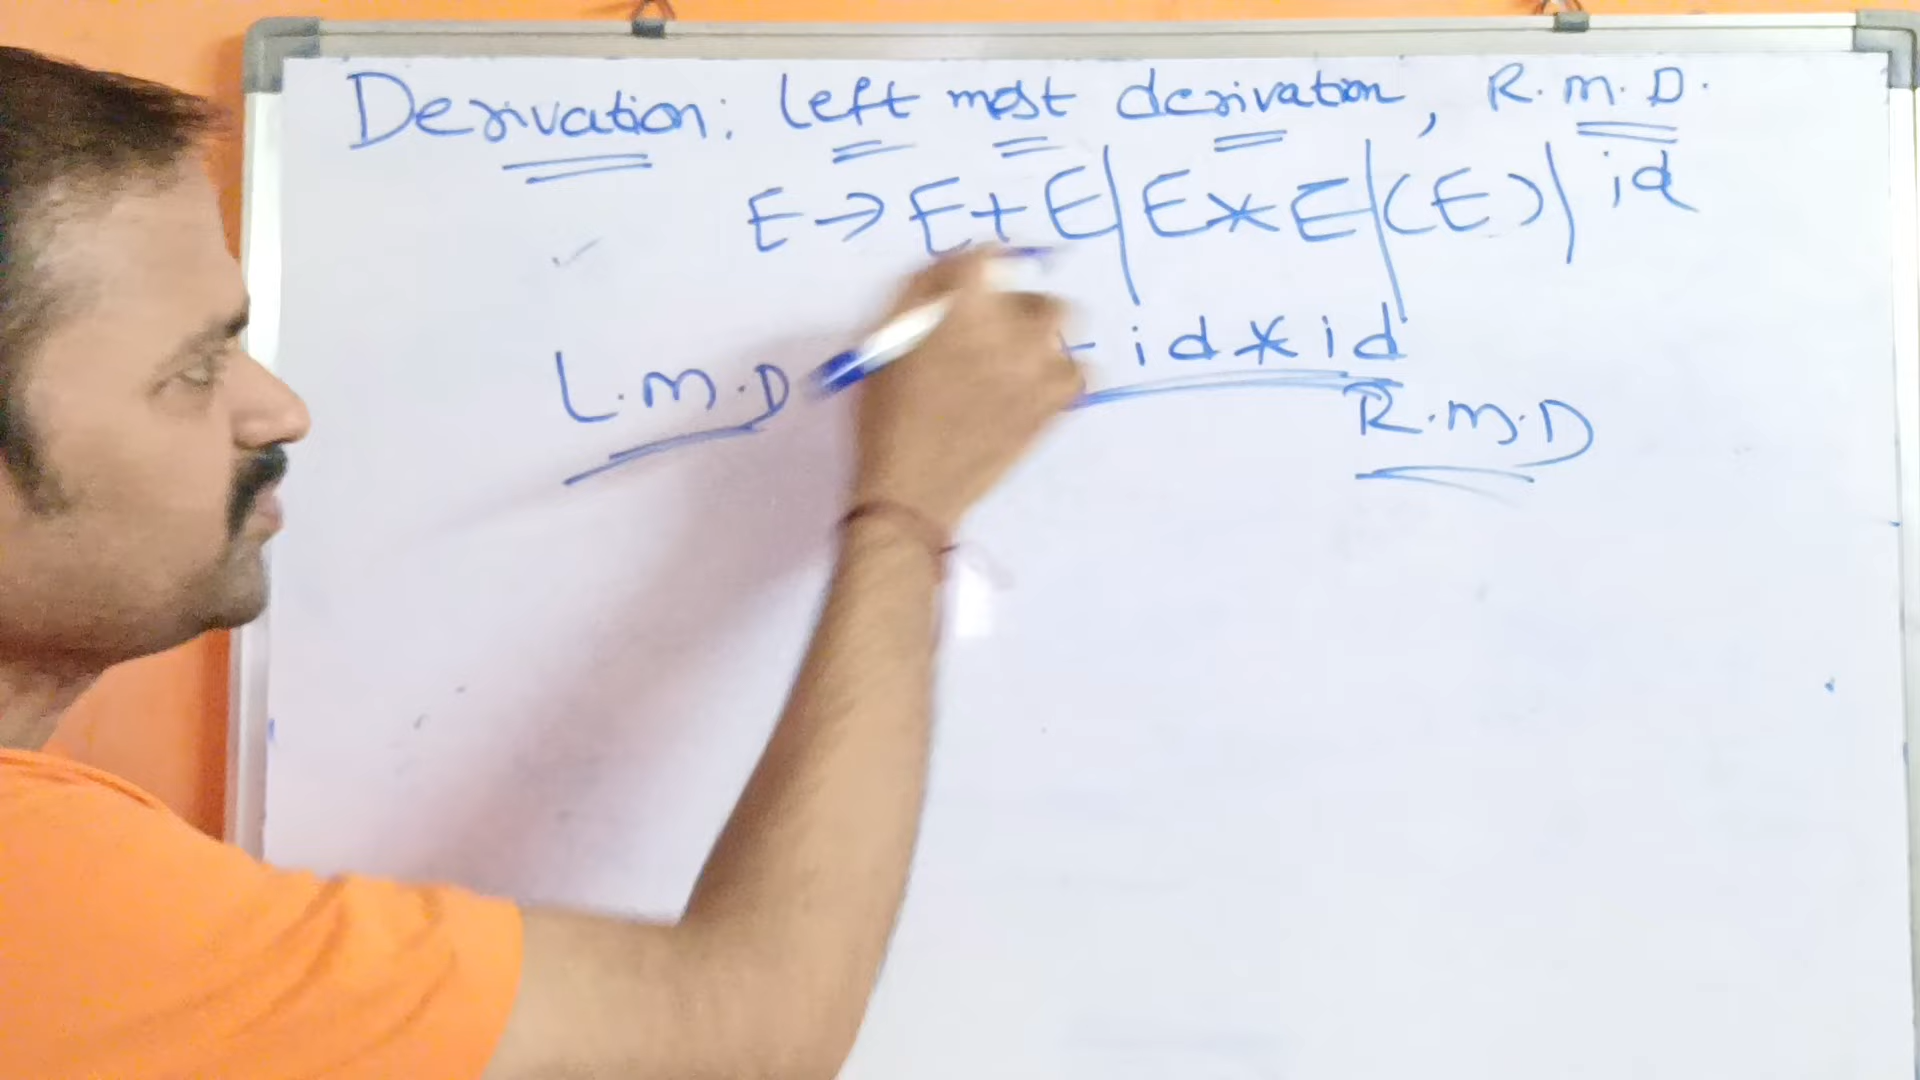 Derivation: left most derivation, R.M.D.
E → E + E | E * E | (E) | id
+ id * id
L.M.D
R.M.D